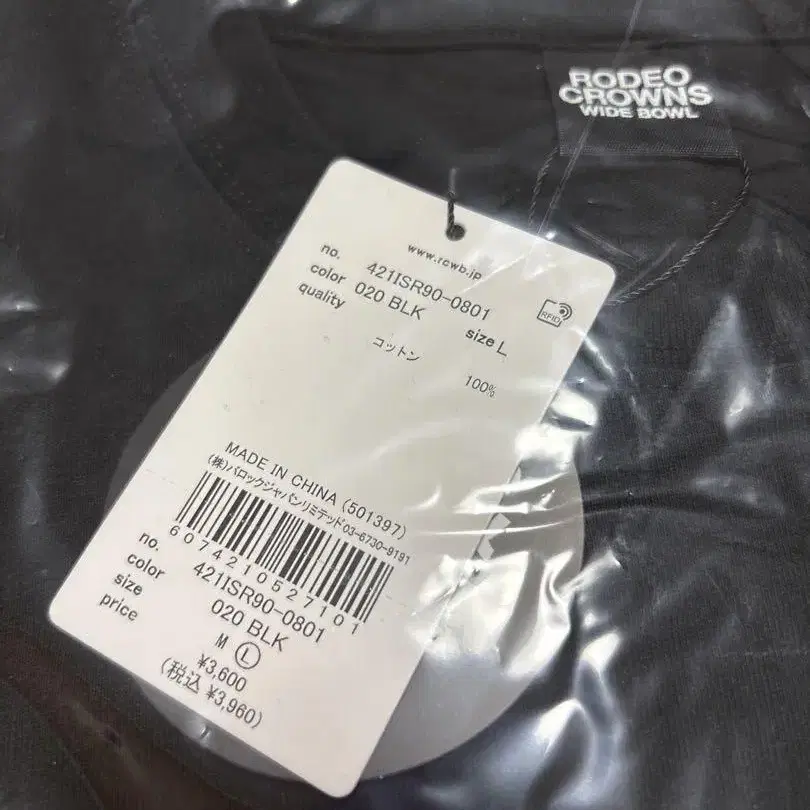 RODEO
CROWNS
WIDE BOWL
www.rcwb.jp
no. 421ISR90-0801
color 020 BLK size L
quality
コットン 100%
RFID
MADE IN CHINA (501397)
(株)バロックジャパンリミテッド03-6730-9191
6074210527101
no. 421ISR90-0801
color 020 BLK
size M L
price ¥3,600
(税込 ¥3,960)